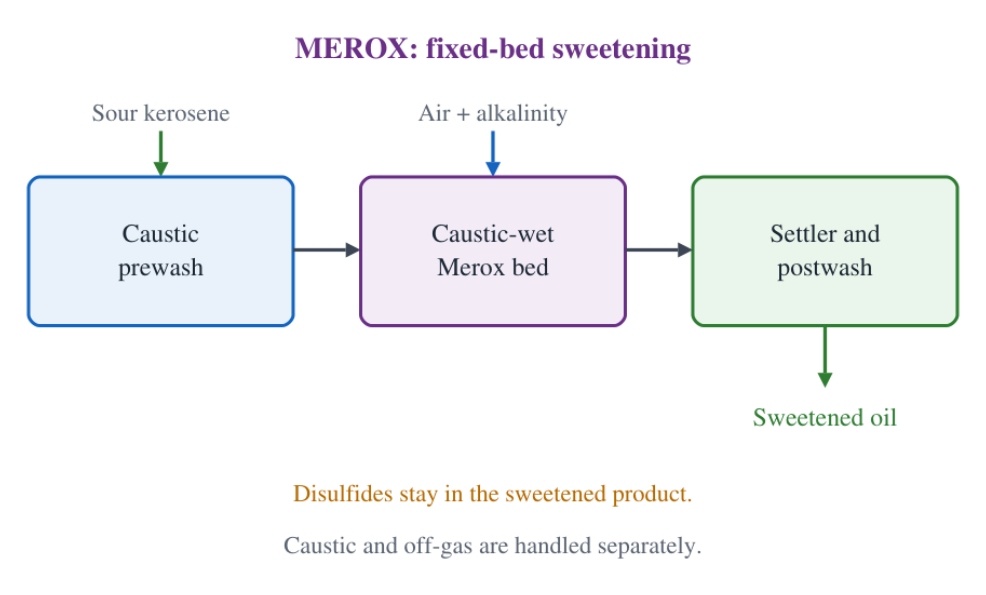 MEROX: fixed-bed sweetening
Sour kerosene
Air + alkalinity
Caustic
prewash
Caustic-wet
Merox bed
Settler and
postwash
Sweetened oil
Disulfides stay in the sweetened product.
Caustic and off-gas are handled separately.